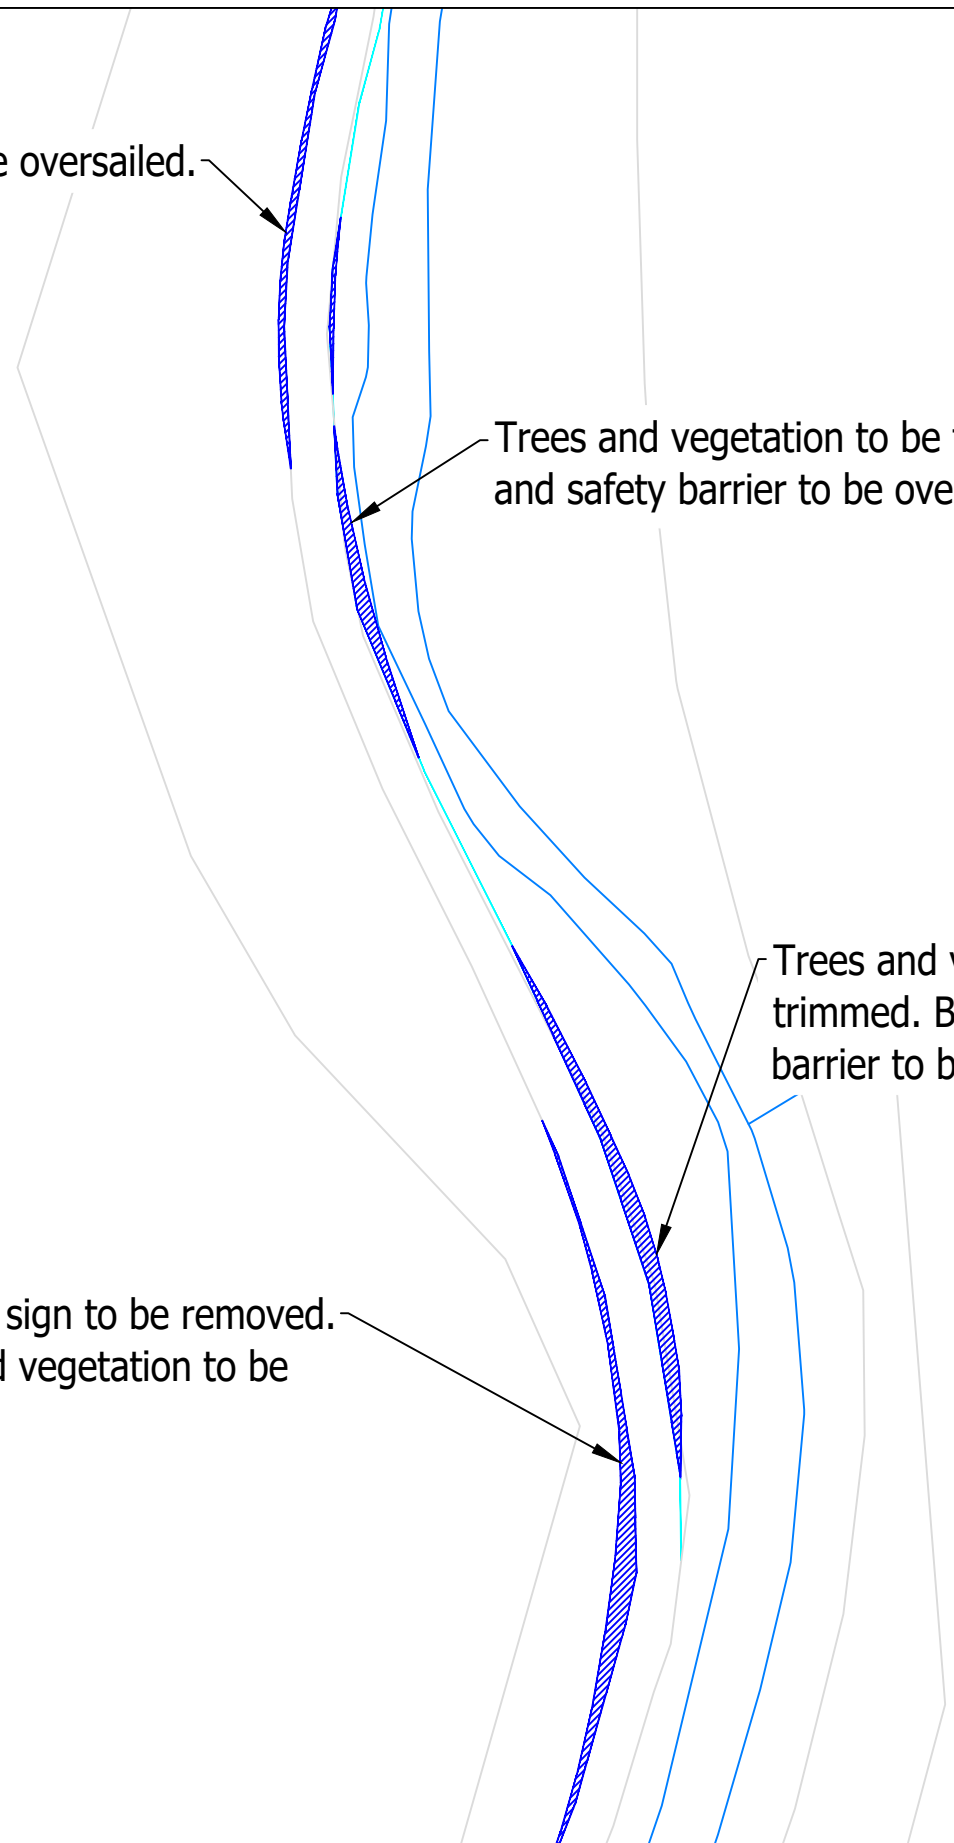 oversailed.
Trees and vegetation to be
and safety barrier to be
Trees and
trimmed.
barrier to
sign to be removed.
vegetation to be